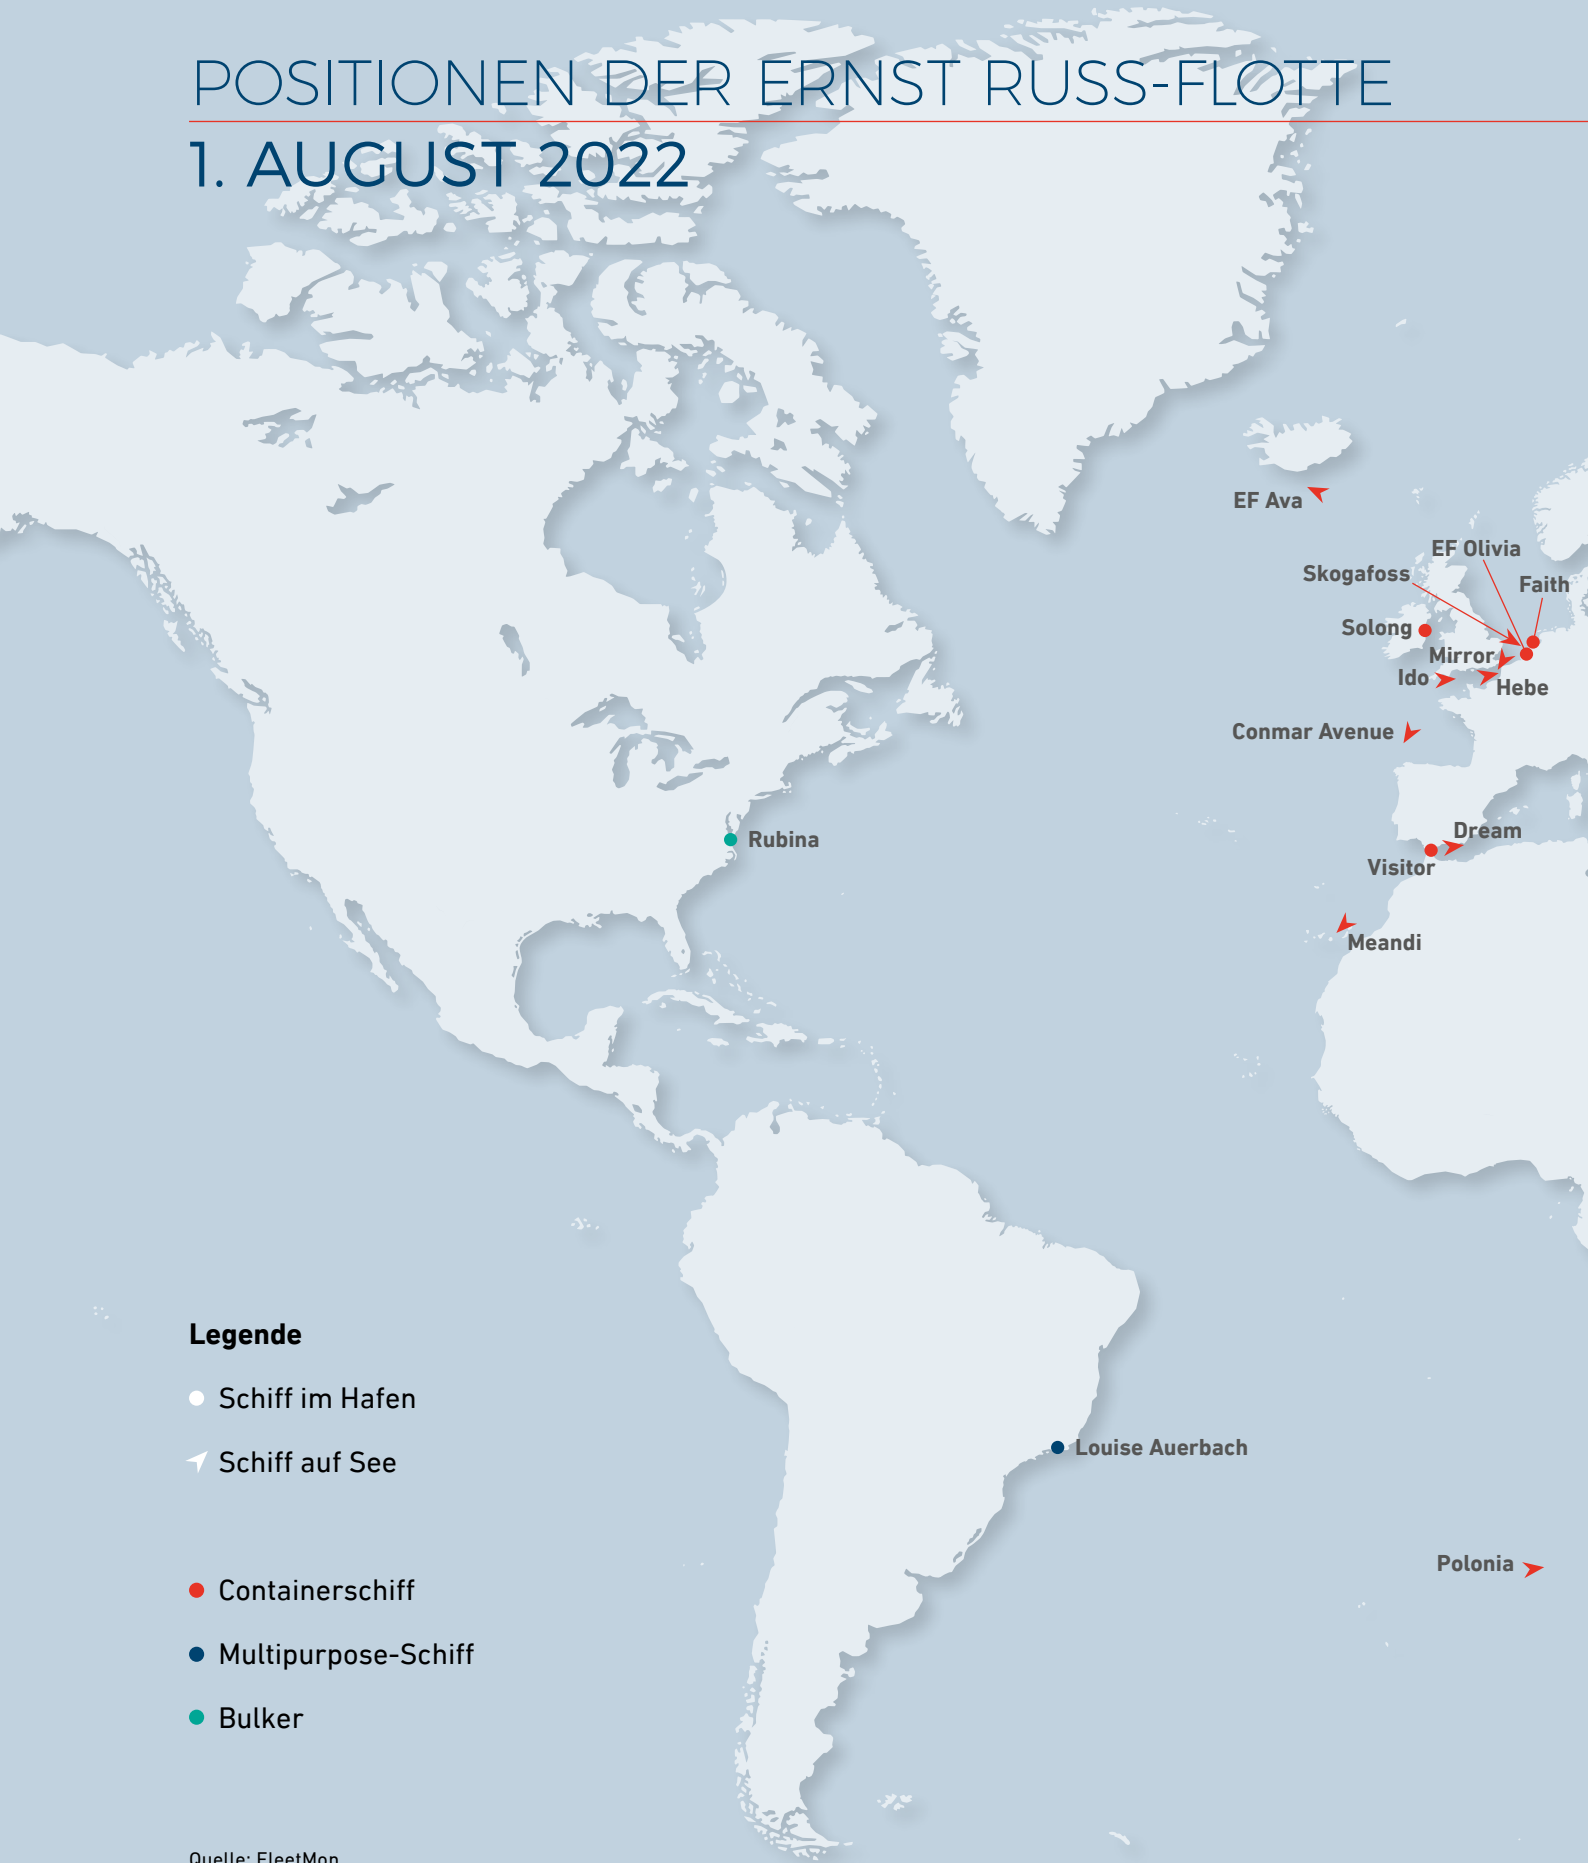 POSITIONEN DER ERNST RUSS-FLOTTE
1. AUGUST 2022
EF Ava
EF Olivia
Skogafoss
Faith
Solong
Mirror
Ido
Hebe
Conmar Avenue
Rubina
Dream
Visitor
Meandi
Legende
Schiff im Hafen
Schiff auf See
Louise Auerbach
Polonia
Containerschiff
Multipurpose-Schiff
Bulker
Quelle: FleetMon